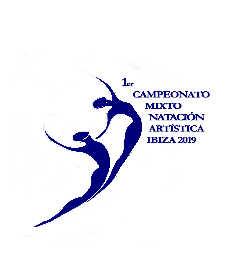 1er
CAMPEONATO
MIXTO
NATACIÓN
ARTÍSTICA
IBIZA 2019